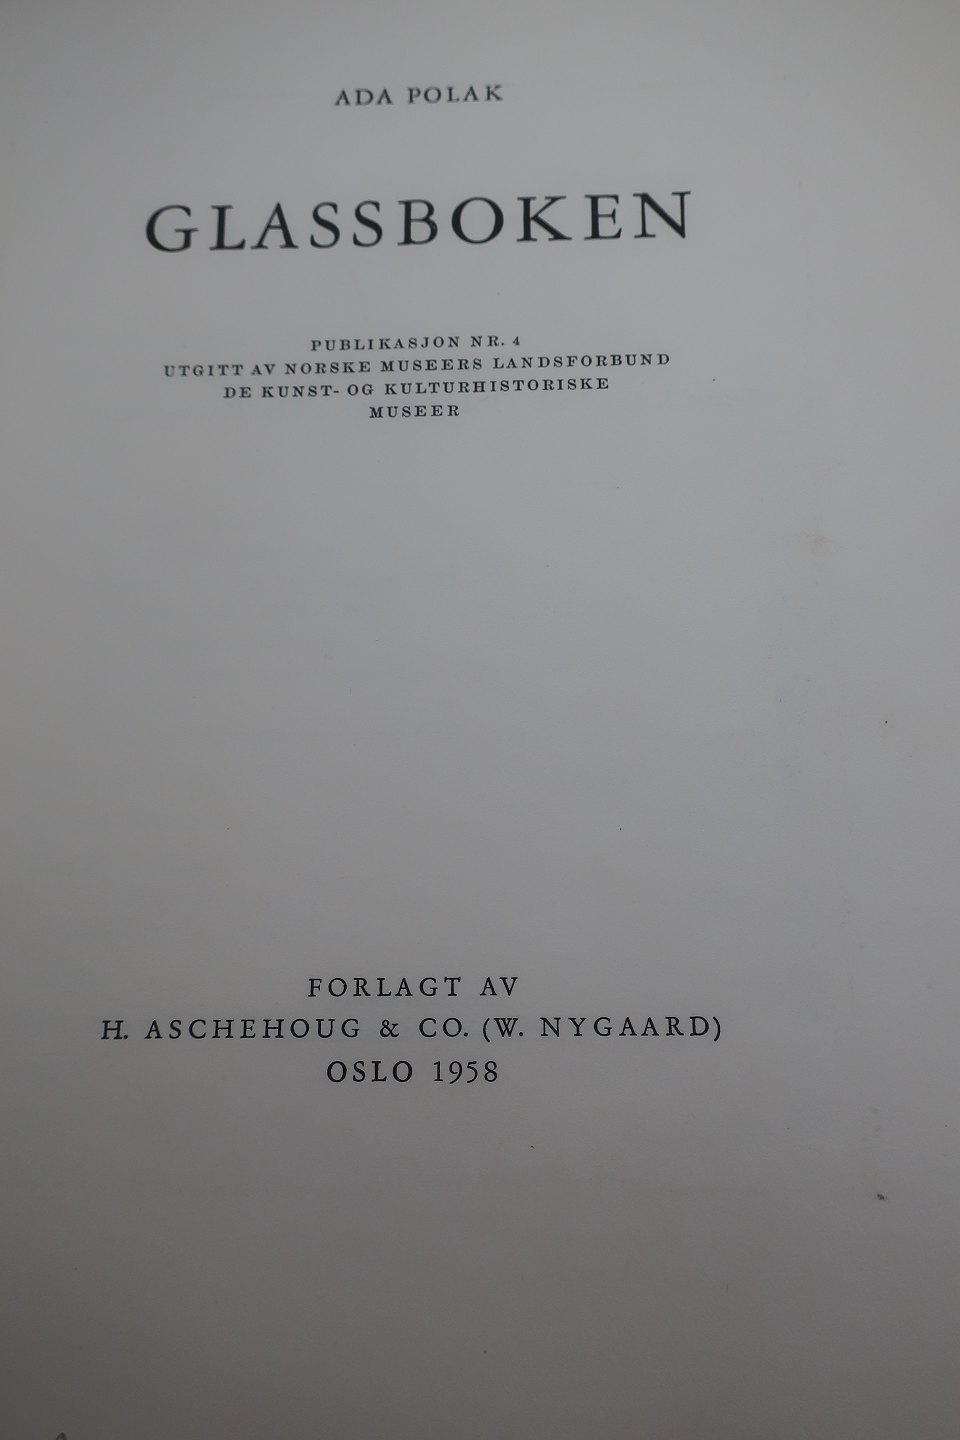 ADA POLAK
GLASSBOKEN
PUBLIKASJON NR. 4
UTGITT AV NORSKE MUSEERS LANDSFORBUND
DE KUNST- OG KULTURHISTORISKE
MUSEER
FORLAGT AV
H. ASCHEHOUG & CO. (W. NYGAARD)
OSLO 1958